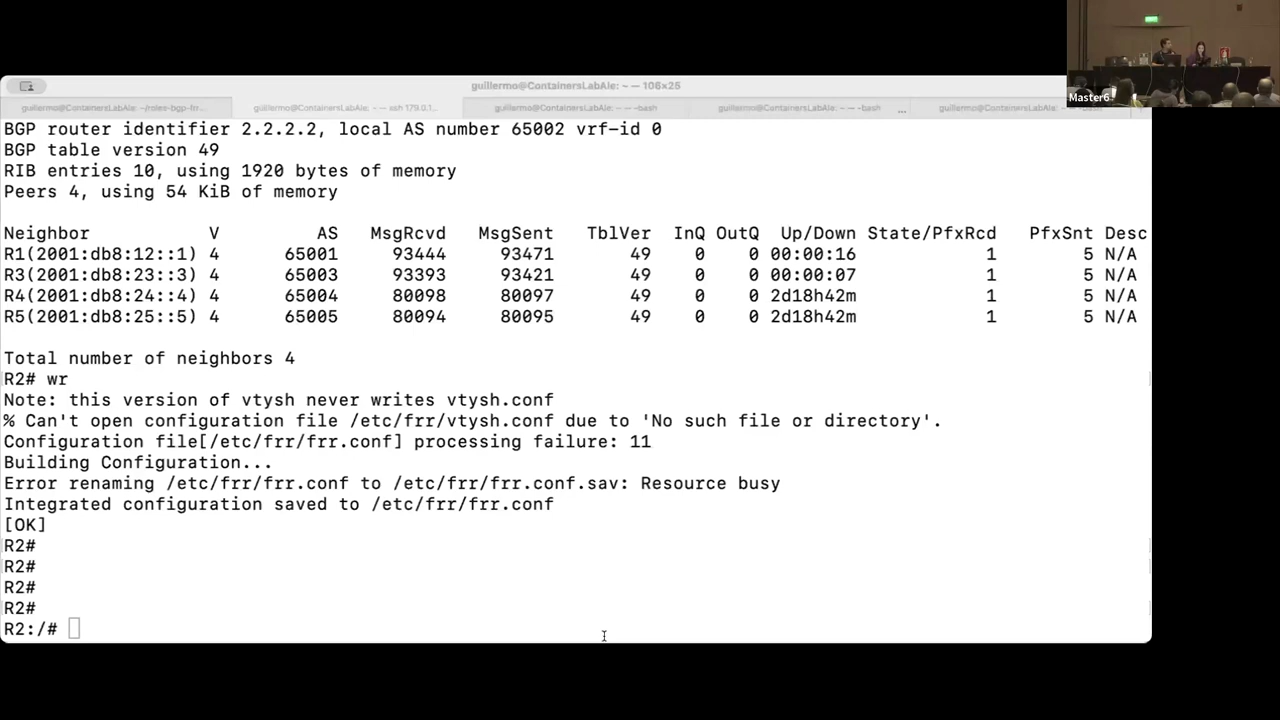 Master6
guillermo@ContainersLabAle: ~ — 106×25
guillermo@ContainersLabAle: ~/roles-bgp-frr... guillermo@ContainersLabAle: ~ — ssh 179.0.1... guillermo@ContainersLabAle: ~ — -bash guillermo@ContainersLabAle: ~ — -bash ... guillermo@ContainersLabAle: ~ — -bash
BGP router identifier 2.2.2.2, local AS number 65002 vrf-id 0
BGP table version 49
RIB entries 10, using 1920 bytes of memory
Peers 4, using 54 KiB of memory
Neighbor V AS MsgRcvd MsgSent TblVer InQ OutQ Up/Down State/PfxRcd PfxSnt Desc
R1(2001:db8:12::1) 4 65001 93444 93471 49 0 0 00:00:16 1 5 N/A
R3(2001:db8:23::3) 4 65003 93393 93421 49 0 0 00:00:07 1 5 N/A
R4(2001:db8:24::4) 4 65004 80098 80097 49 0 0 2d18h42m 1 5 N/A
R5(2001:db8:25::5) 4 65005 80094 80095 49 0 0 2d18h42m 1 5 N/A
Total number of neighbors 4
R2# wr
Note: this version of vtysh never writes vtysh.conf
% Can't open configuration file /etc/frr/vtysh.conf due to 'No such file or directory'.
Configuration file[/etc/frr/frr.conf] processing failure: 11
Building Configuration...
Error renaming /etc/frr/frr.conf to /etc/frr/frr.conf.sav: Resource busy
Integrated configuration saved to /etc/frr/frr.conf
[OK]
R2#
R2#
R2#
R2#
R2:/#